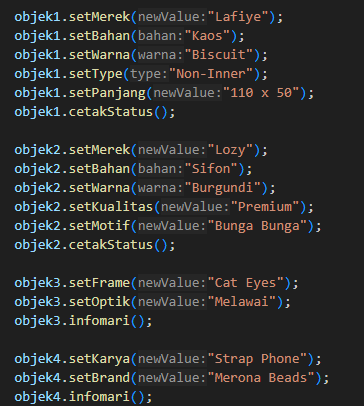 objek1.setMerek(newValue:"Lafiye");
objek1.setBahan(bahan:"Kaos");
objek1.setWarna(warna:"Biscuit");
objek1.setType(type:"Non-Inner");
objek1.setPanjang(newValue:"110 x 50");
objek1.cetakStatus();
objek2.setMerek(newValue:"Lozy");
objek2.setBahan(bahan:"Sifon");
objek2.setWarna(warna:"Burgundi");
objek2.setKualitas(newValue:"Premium");
objek2.setMotif(newValue:"Bunga Bunga");
objek2.cetakStatus();
objek3.setFrame(newValue:"Cat Eyes");
objek3.setOptik(newValue:"Melawai");
objek3.infomari();
objek4.setKarya(newValue:"Strap Phone");
objek4.setBrand(newValue:"Merona Beads");
objek4.infomari();